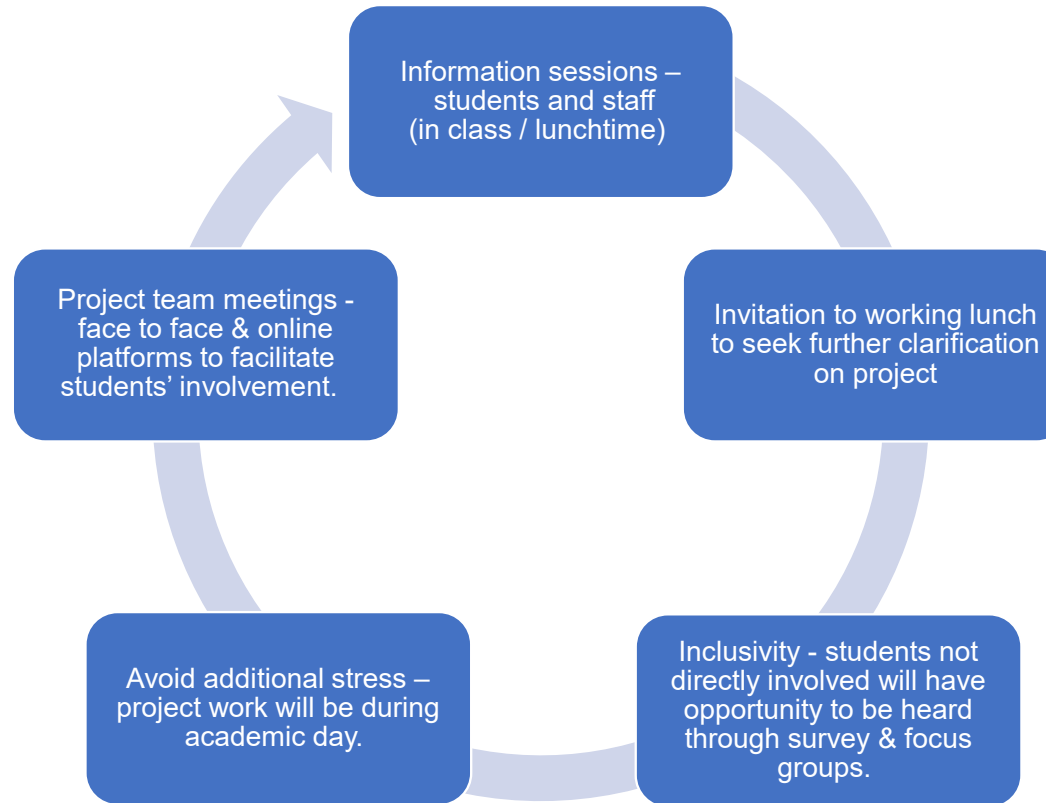 Information sessions –
students and staff
(in class / lunchtime)
Invitation to working lunch
to seek further clarification
on project
Inclusivity - students not
directly involved will have
opportunity to be heard
through survey & focus
groups.
Avoid additional stress –
project work will be during
academic day.
Project team meetings -
face to face & online
platforms to facilitate
students’ involvement.